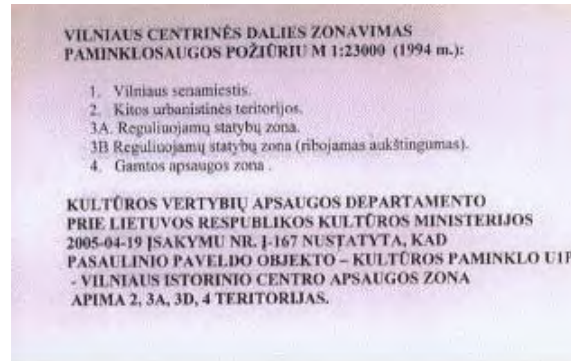 VILNIAUS CENTRINĖS DALIES ZONAVIMAS
PAMINKLOSAUGOS POŽIŪRIU M 1:23000 (1994 m.):
1. Vilniaus senamiestis.
2. Kitos urbanistinės teritorijos.
3A. Reguliuojamų statybų zona.
3B Reguliuojamų statybų zona (ribojamas aukštingumas).
4. Gamtos apsaugos zona .
KULTŪROS VERTYBIŲ APSAUGOS DEPARTAMENTO
PRIE LIETUVOS RESPUBLIKOS KULTŪROS MINISTERIJOS
2005-04-19 ĮSAKYMU NR. Į-167 NUSTATYTA, KAD
PASAULINIO PAVELDO OBJEKTO – KULTŪROS PAMINKLO U1P
- VILNIAUS ISTORINIO CENTRO APSAUGOS ZONA
APIMA 2, 3A, 3D, 4 TERITORIJAS.